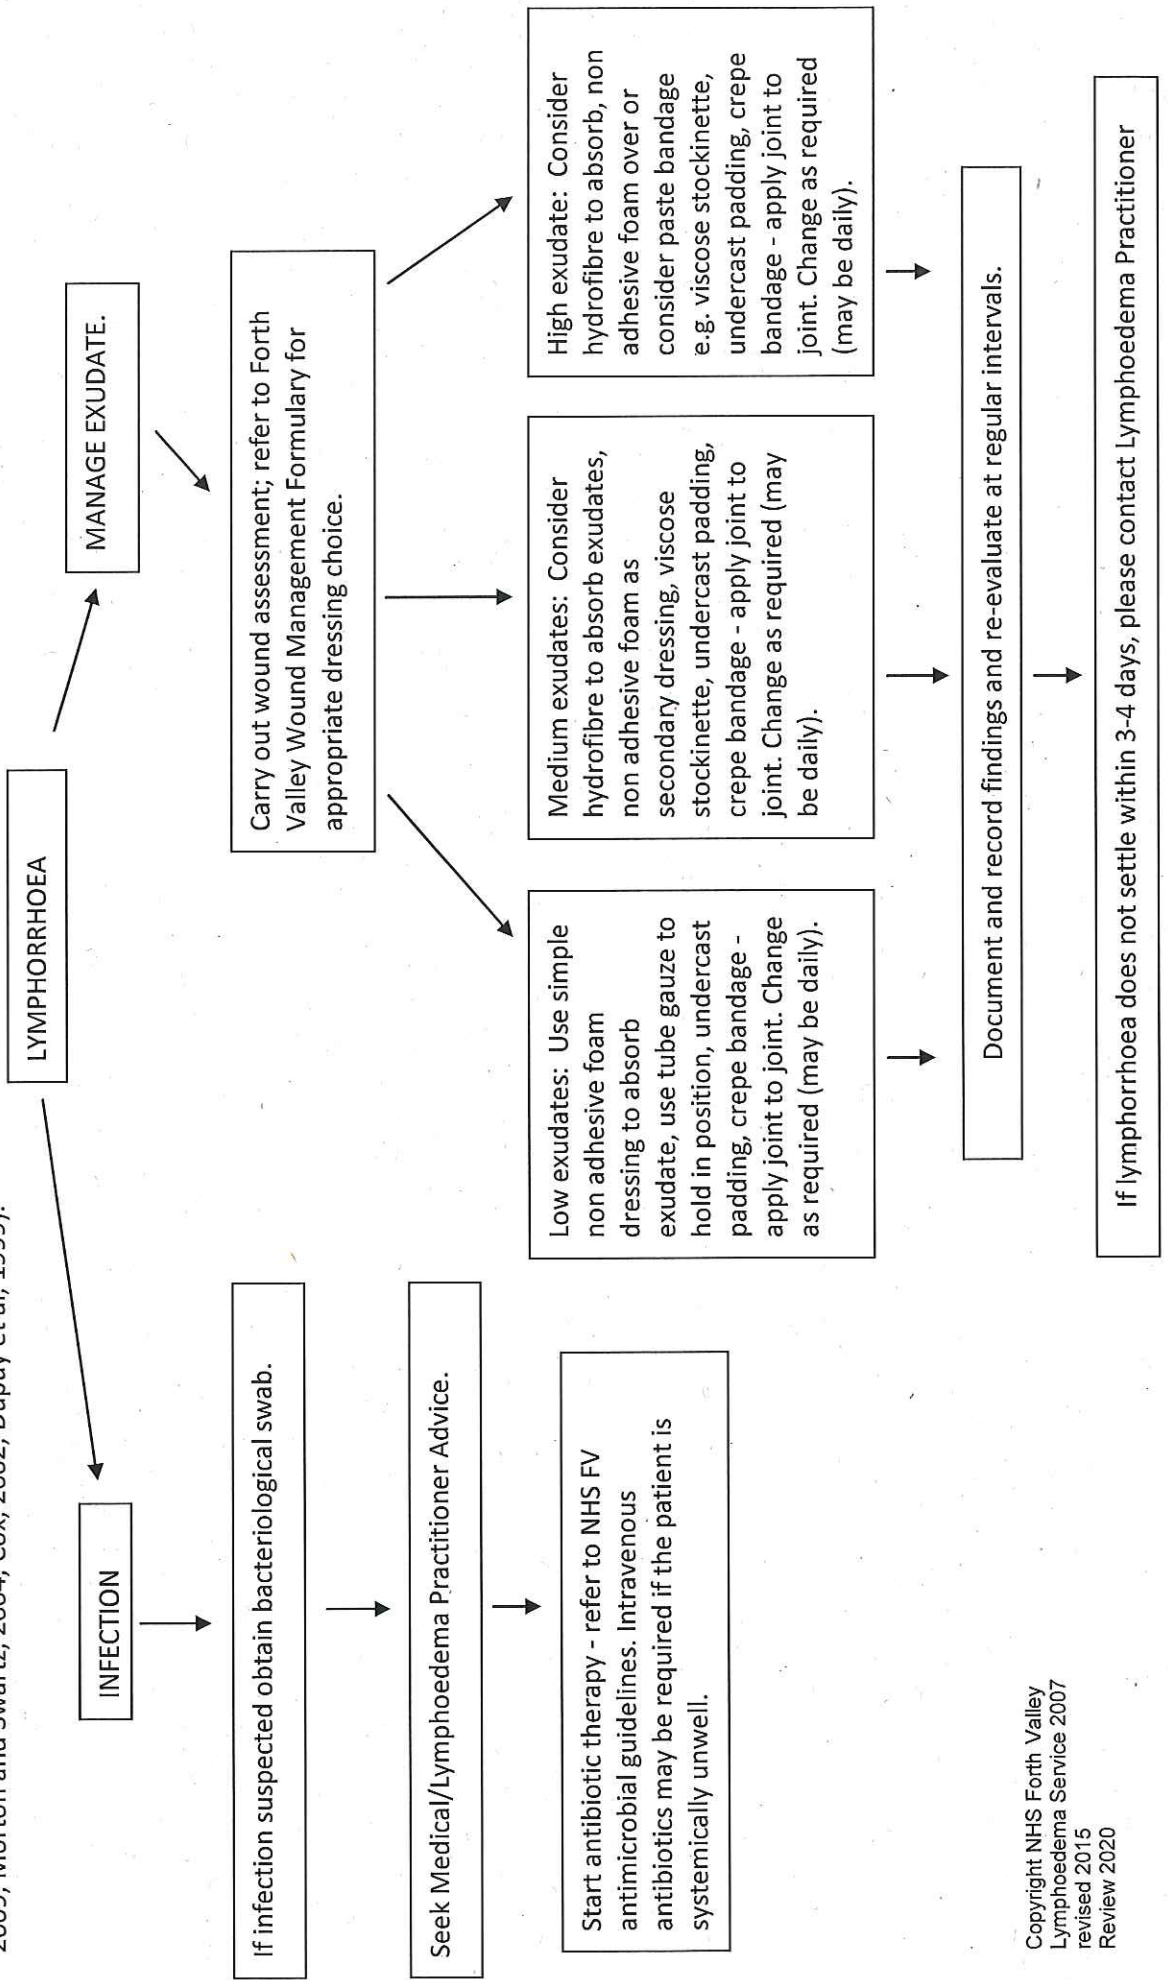 2005; Morton and Swartz, 2004; Cox, 2002; Dupuy et al, 1999).
LYMPHORRHOEA
INFECTION
MANAGE EXUDATE.
If infection suspected obtain bacteriological swab.
Seek Medical/Lymphoedema Practitioner Advice.
Start antibiotic therapy - refer to NHS FV
antimicrobial guidelines. Intravenous
antibiotics may be required if the patient is
systemically unwell.
Carry out wound assessment; refer to Forth
Valley Wound Management Formulary for
appropriate dressing choice.
Low exudates: Use simple
non adhesive foam
dressing to absorb
exudate, use tube gauze to
hold in position, undercast
padding, crepe bandage -
apply joint to joint. Change
as required (may be daily).
Medium exudates: Consider
hydrofibre to absorb exudates,
non adhesive foam as
secondary dressing, viscose
stockinette, undercast padding,
crepe bandage - apply joint to
joint. Change as required (may
be daily).
High exudate: Consider
hydrofibre to absorb, non
adhesive foam over or
consider paste bandage
e.g. viscose stockinette,
undercast padding, crepe
bandage - apply joint to
joint. Change as required
(may be daily).
Document and record findings and re-evaluate at regular intervals.
If lymphorrhoea does not settle within 3-4 days, please contact Lymphoedema Practitioner
Copyright NHS Forth Valley
Lymphoedema Service 2007
revised 2015
Review 2020